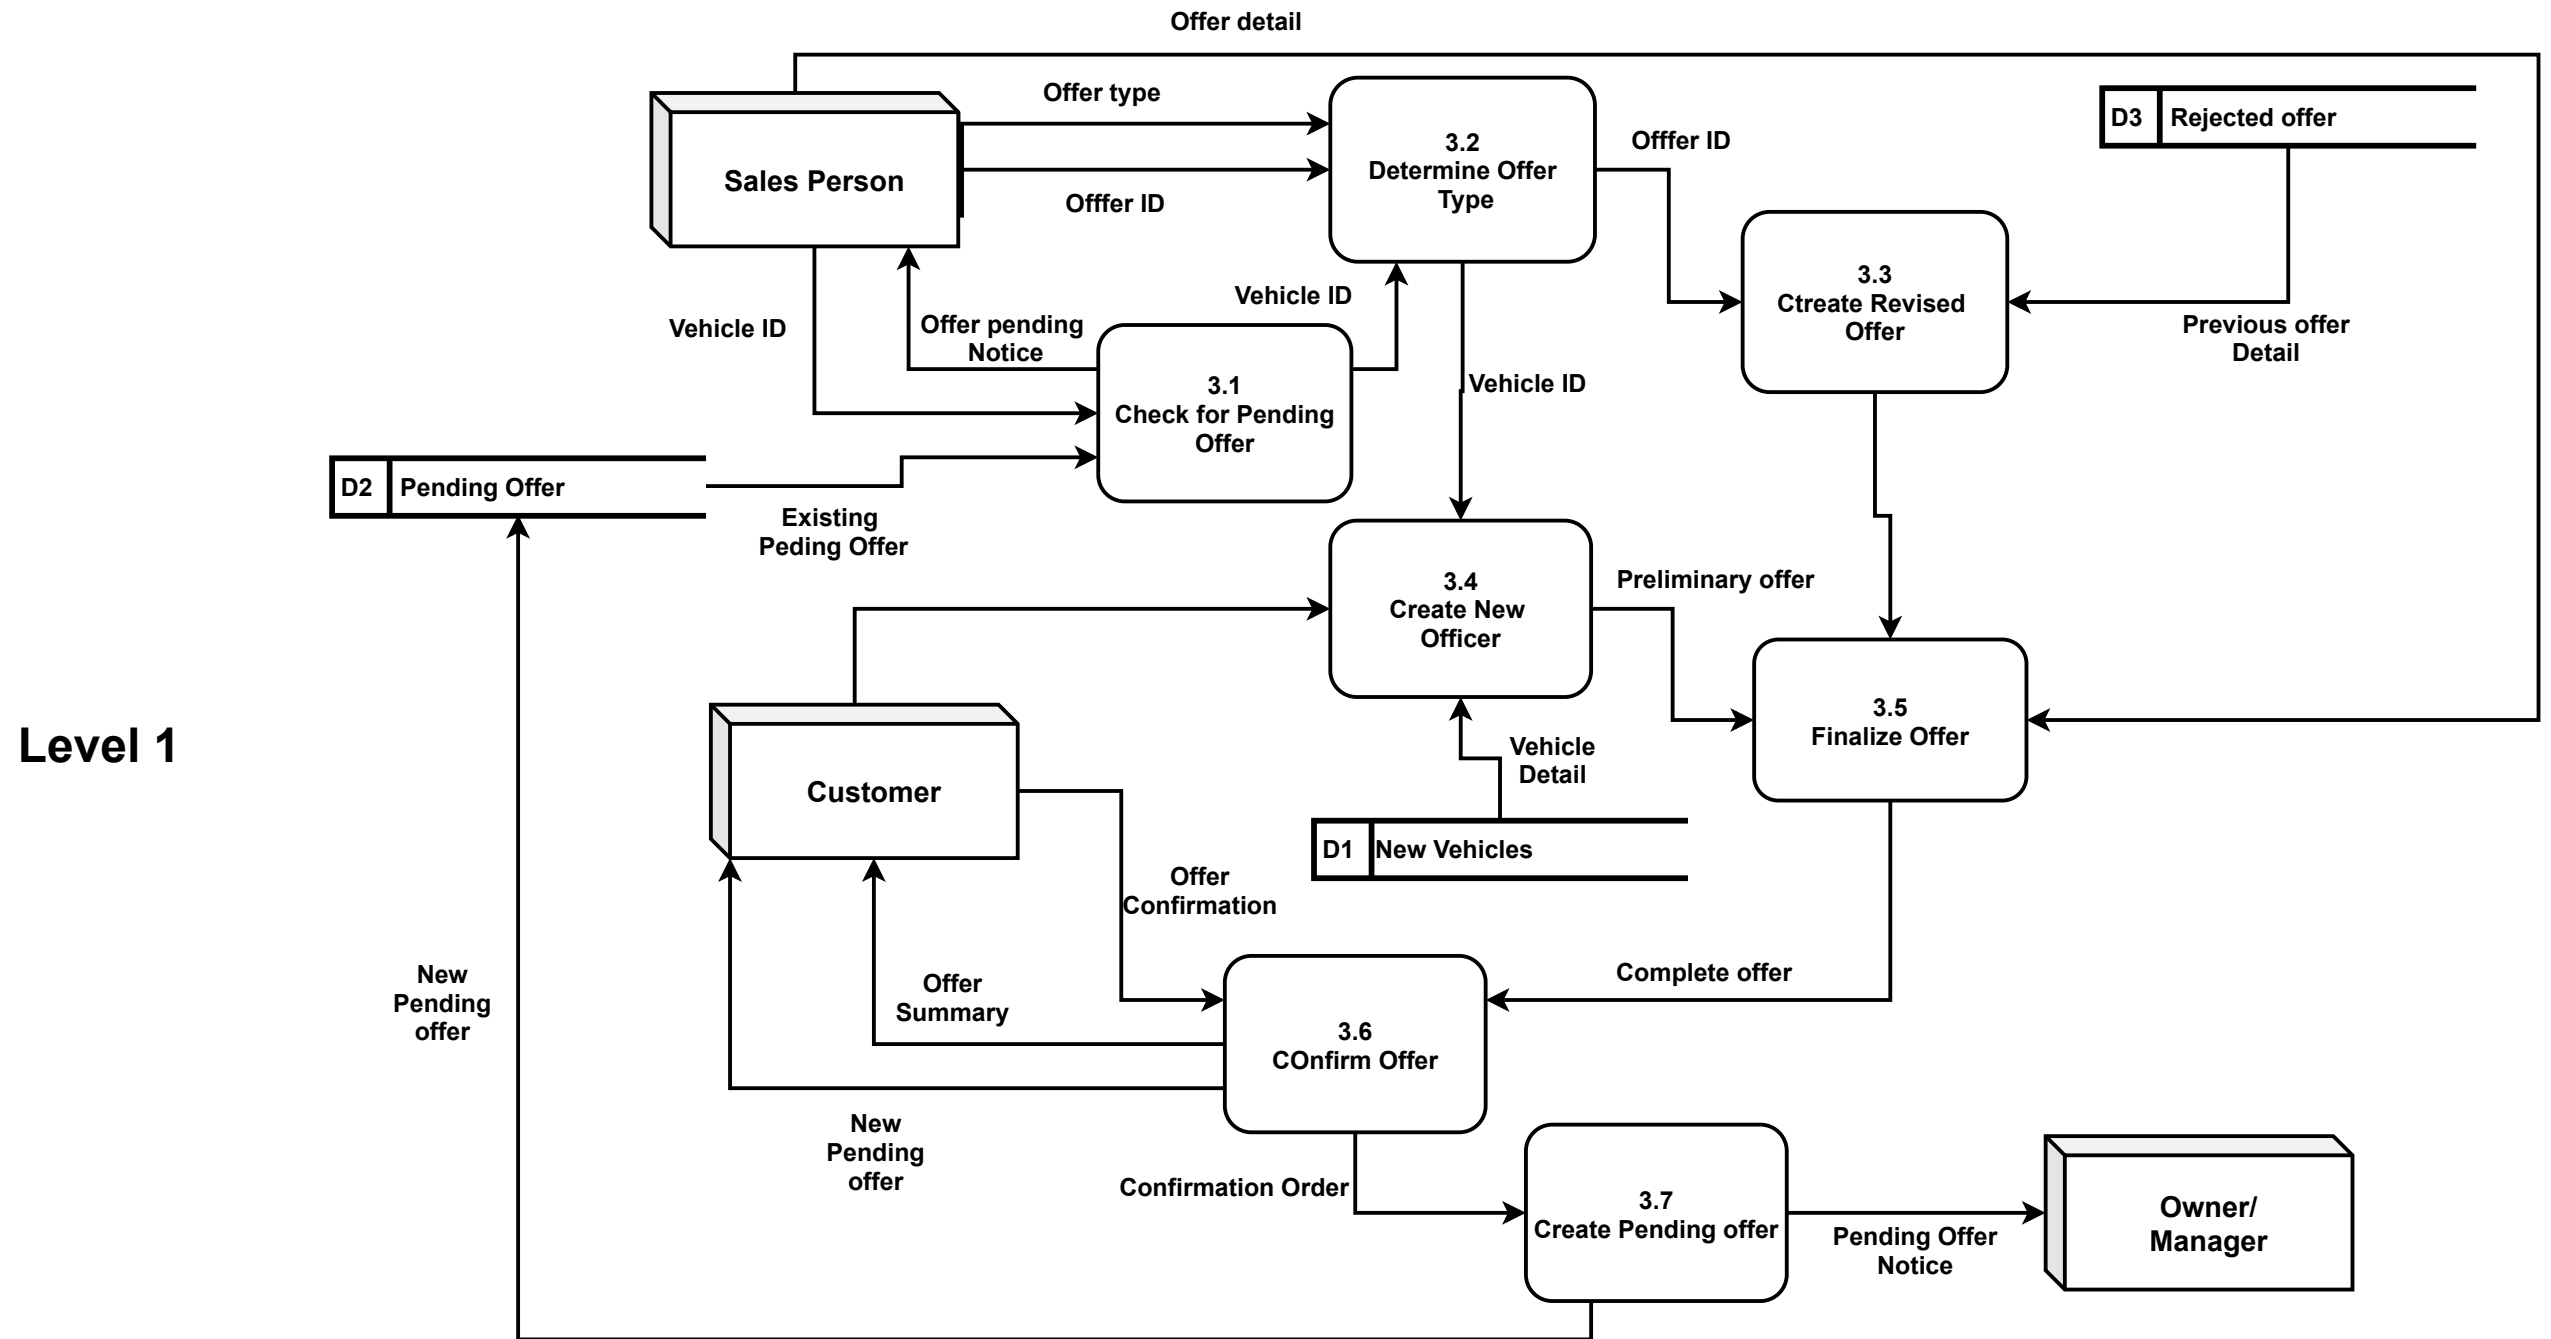 Offer detail
Offer type
Sales Person
Offfer ID
3.2
Determine Offer
Type
Offfer ID
D3
Rejected offer
3.3
Ctreate Revised
Offer
Previous offer
Detail
Vehicle ID
Offer pending
Notice
Vehicle ID
3.1
Check for Pending
Offer
Vehicle ID
D2
Pending Offer
Existing
Peding Offer
3.4
Create New
Officer
Preliminary offer
3.5
Finalize Offer
Level 1
Customer
Vehicle
Detail
D1
New Vehicles
Offer
Confirmation
New
Pending
offer
Offer
Summary
Complete offer
3.6
COnfirm Offer
New
Pending
offer
Confirmation Order
3.7
Create Pending offer
Pending Offer
Notice
Owner/
Manager